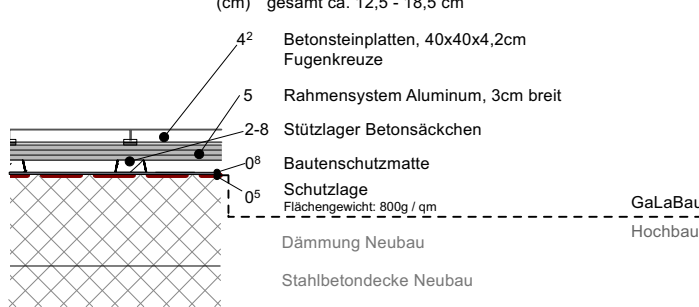 (cm) gesamt ca. 12,5 - 18,5 cm
4² Betonsteinplatten, 40x40x4,2cm
Fugenkreuze
5 Rahmensystem Aluminum, 3cm breit
2-8 Stützlager Betonsäckchen
0⁸ Bautenschutzmatte
0⁵ Schutzlage
Flächengewicht: 800g / qm
GaLaBau
Hochbau
Dämmung Neubau
Stahlbetondecke Neubau